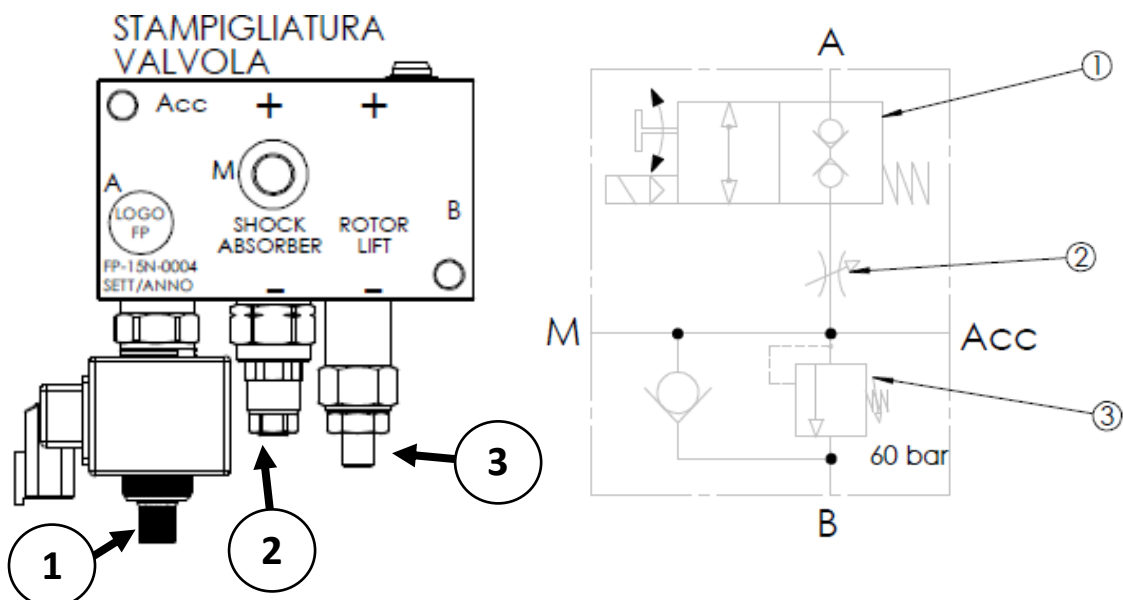 STAMPIGLIATURA
VALVOLA
Acc + +
M
A
LOGO
FP
SHOCK
ABSORBER
ROTOR
LIFT
B
FP-15N-0004
SETT/ANNO
- -
1
2
3
A
1
2
M
Acc
3
60 bar
B